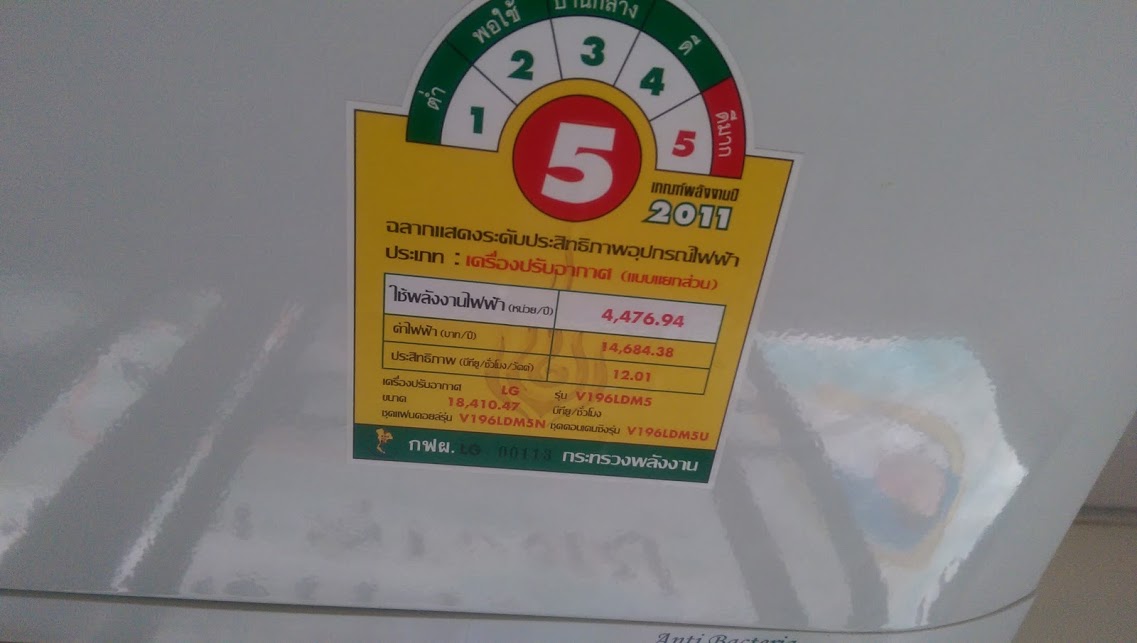 ต่ำ พอใช้ ปานกลาง ดี ดีมาก
1 2 3 4 5
5
เกณฑ์พลังงานปี
2011
ฉลากแสดงระดับประสิทธิภาพอุปกรณ์ไฟฟ้า
ประเภท : เครื่องปรับอากาศ (แบบแยกส่วน)
ใช้พลังงานไฟฟ้า (หน่วย/ปี) 4,476.94
ค่าไฟฟ้า (บาท/ปี) 14,684.38
ประสิทธิภาพ (บีทียู/ชั่วโมง/วัตต์) 12.01
เครื่องปรับอากาศ LG รุ่น V196LDM5
ขนาด 18,410.47 บีทียู/ชั่วโมง
ชุดแฟนคอยล์รุ่น V196LDM5N ชุดคอนเดนซิ่งรุ่น V196LDM5U
กฟผ. LG 00113 กระทรวงพลังงาน
Anti Bacteria